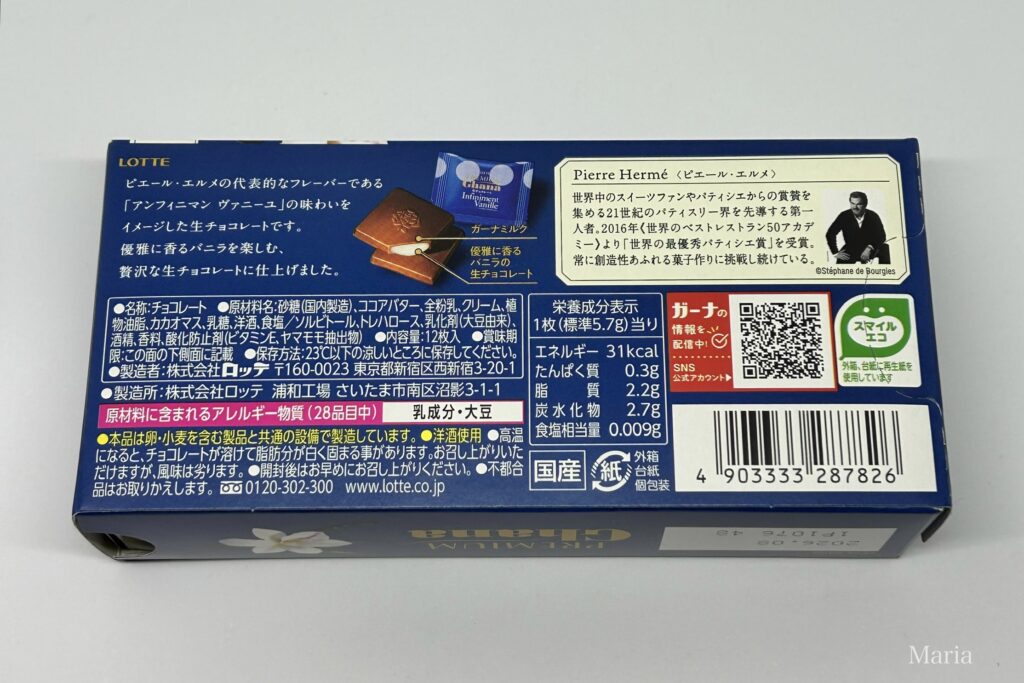 LOTTE
ピエール・エルメの代表的なフレーバーである
「アンフィニマン ヴァニーユ」の味わいを
イメージした生チョコレートです。
優雅に香るバニラを楽しむ、
贅沢な生チョコレートに仕上げました。
Ghana
Infiniment
Vanille
ガーナミルク
優雅に香る
バニラの
生チョコレート
Pierre Hermé 〈ピエール・エルメ〉
世界中のスイーツファンやパティシエからの賞賛を
集める21世紀のパティスリー界を先導する第一
人者。2016年《世界のベストレストラン50アカデ
ミー》より「世界の最優秀パティシエ賞」を受賞。
常に創造性あふれる菓子作りに挑戦し続けている。
©Stéphane de Bourgies
●名称:チョコレート ●原材料名:砂糖(国内製造)、ココアバター、全粉乳、クリーム、植
物油脂、カカオマス、乳糖、洋酒、食塩/ソルビトール、トレハロース、乳化剤(大豆由来)、
酒精、香料、酸化防止剤(ビタミンE、ヤマモモ抽出物) ●内容量:12枚入 ●賞味期
限:この面の下側面に記載 ●保存方法:23℃以下の涼しいところに保存してください。
●製造者:株式会社ロッテ 〒160-0023 東京都新宿区西新宿3-20-1
●製造所:株式会社ロッテ 浦和工場 さいたま市南区沼影3-1-1
原材料に含まれるアレルギー物質(28品目中) 乳成分・大豆
●本品は卵・小麦を含む製品と共通の設備で製造しています。●洋酒使用 ●高温
になると、チョコレートが溶けて脂肪分が白く固まる事があります。お召し上がりいた
だけますが、風味は劣ります。●開封後はお早めにお召し上がりください。●不都合
品はお取りかえします。 0120-302-300 www.lotte.co.jp
栄養成分表示
1枚(標準5.7g)当り
エネルギー 31kcal
たんぱく質 0.3g
脂質 2.2g
炭水化物 2.7g
食塩相当量 0.009g
国産
紙
外箱
台紙
個包装
ガーナの
情報を
配信中!
SNS
公式アカウント
スマイル
エコ
外箱、台紙に再生紙を
使用しています
4 903333 287826
PREMIUM
Ghana
2026.09
1P1076 48
Maria